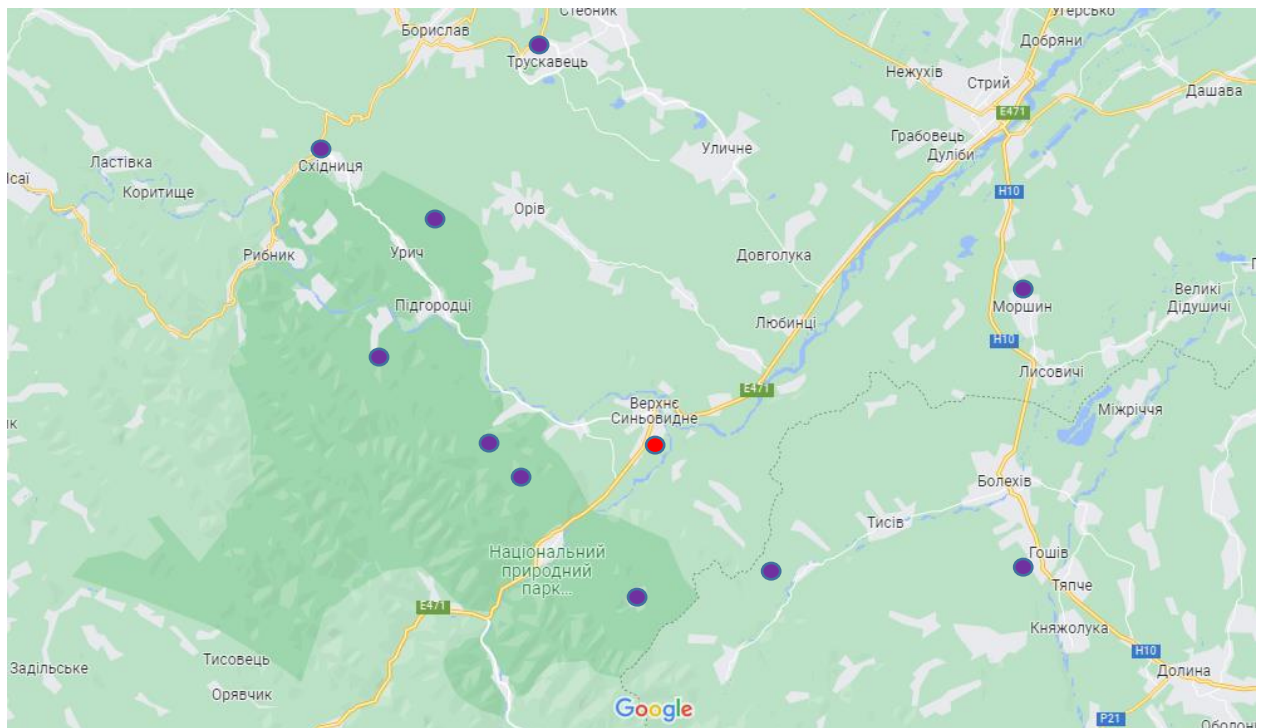 Стебник
Угерсько
Борислав
Добряни
Трускавець
Нежухів
Стрий
Дашава
E471
Грабовець
Дуліби
Уличне
Ластівка
Східниця
Ісаї
Коритище
H10
Орів
Урич
Рибник
Довголука
Підгородці
Моршин
Великі
Дідушичі
Любинці
H10
Лисовичі
E471
Верхнє
Синьовидне
Міжріччя
Болехів
Тисів
Національний
природний
парк...
Гошів
Тяпче
E471
Княжолука
H10
Тисовець
Задільське
Орявчик
Долина
Google
P21